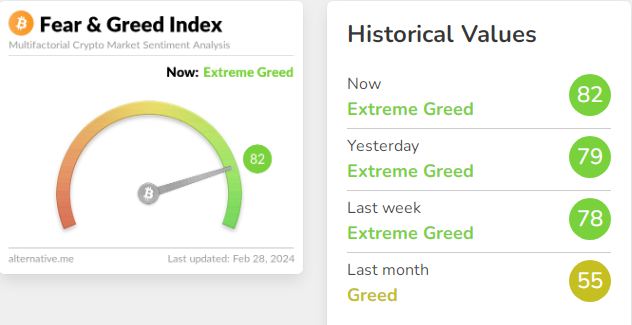 Fear & Greed Index
Multifactorial Crypto Market Sentiment Analysis
Now: Extreme Greed
82
alternative.me
Last updated: Feb 28, 2024
Historical Values
Now
Extreme Greed
82
Yesterday
Extreme Greed
79
Last week
Extreme Greed
78
Last month
Greed
55